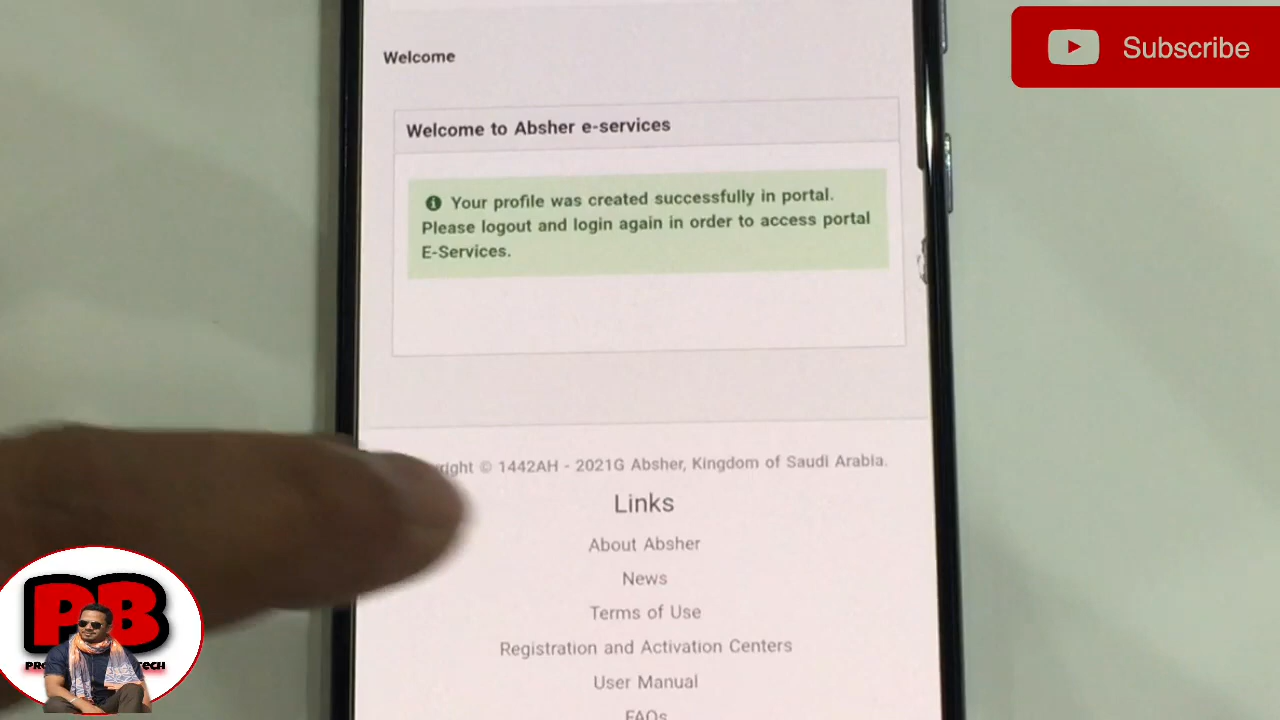 Subscribe
Welcome
Welcome to Absher e-services
Your profile was created successfully in portal.
Please logout and login again in order to access portal
E-Services.
© 1442AH - 2021G Absher, Kingdom of Saudi Arabia.
Links
About Absher
News
Terms of Use
Registration and Activation Centers
User Manual
FAQs
PB